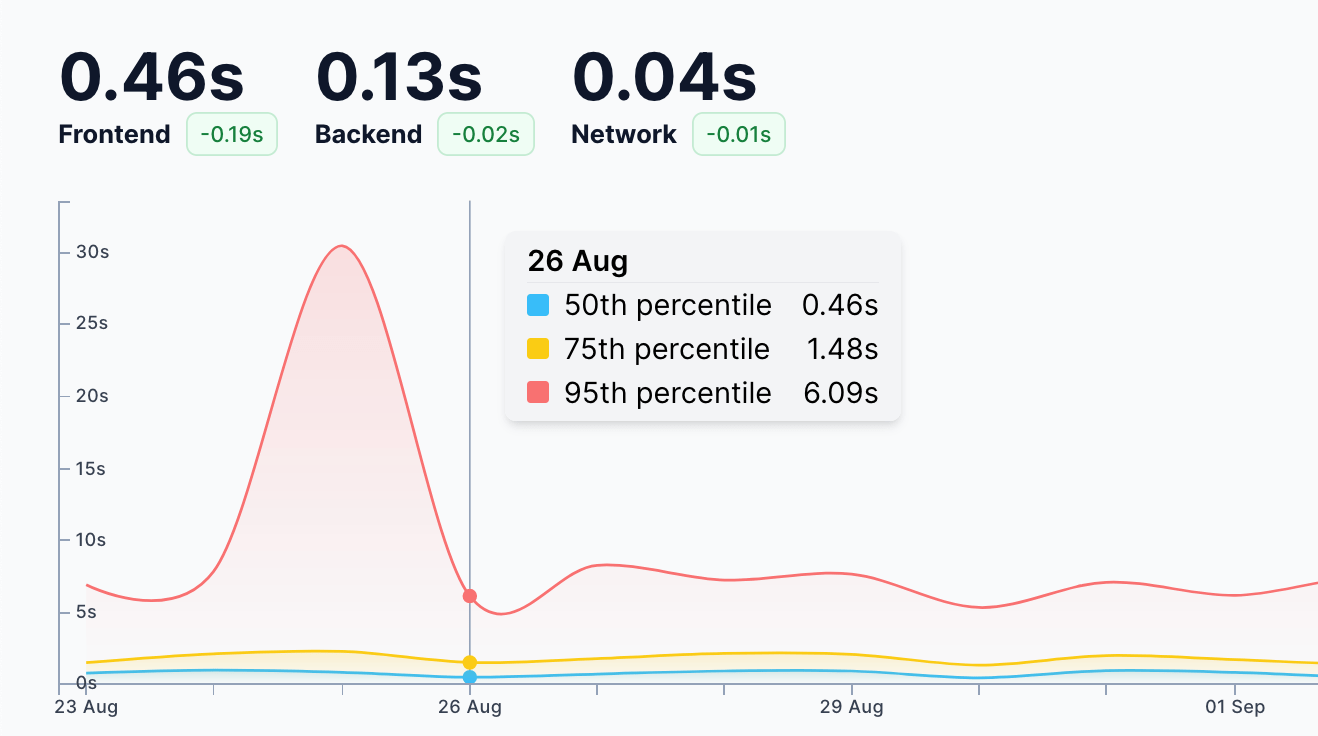 0.46s 0.13s 0.04s
Frontend -0.19s Backend -0.02s Network -0.01s
30s
25s
20s
15s
10s
5s
0s
26 Aug
50th percentile 0.46s
75th percentile 1.48s
95th percentile 6.09s
23 Aug 26 Aug 29 Aug 01 Sep